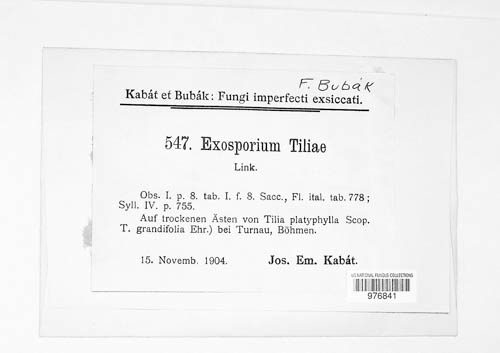 F. Bubák
Kabát et Bubák: Fungi imperfecti exsiccati.
547. Exosporium Tiliae
Link.
Obs. I. p. 8. tab. I. f. 8. Sacc., Fl. ital. tab. 778;
Syll. IV. p. 755.
Auf trockenen Ästen von Tilia platyphylla Scop.
T. grandifolia Ehr.) bei Turnau, Böhmen.
15. Novemb. 1904. Jos. Em. Kabát.
US NATIONAL FUNGUS COLLECTIONS
976841